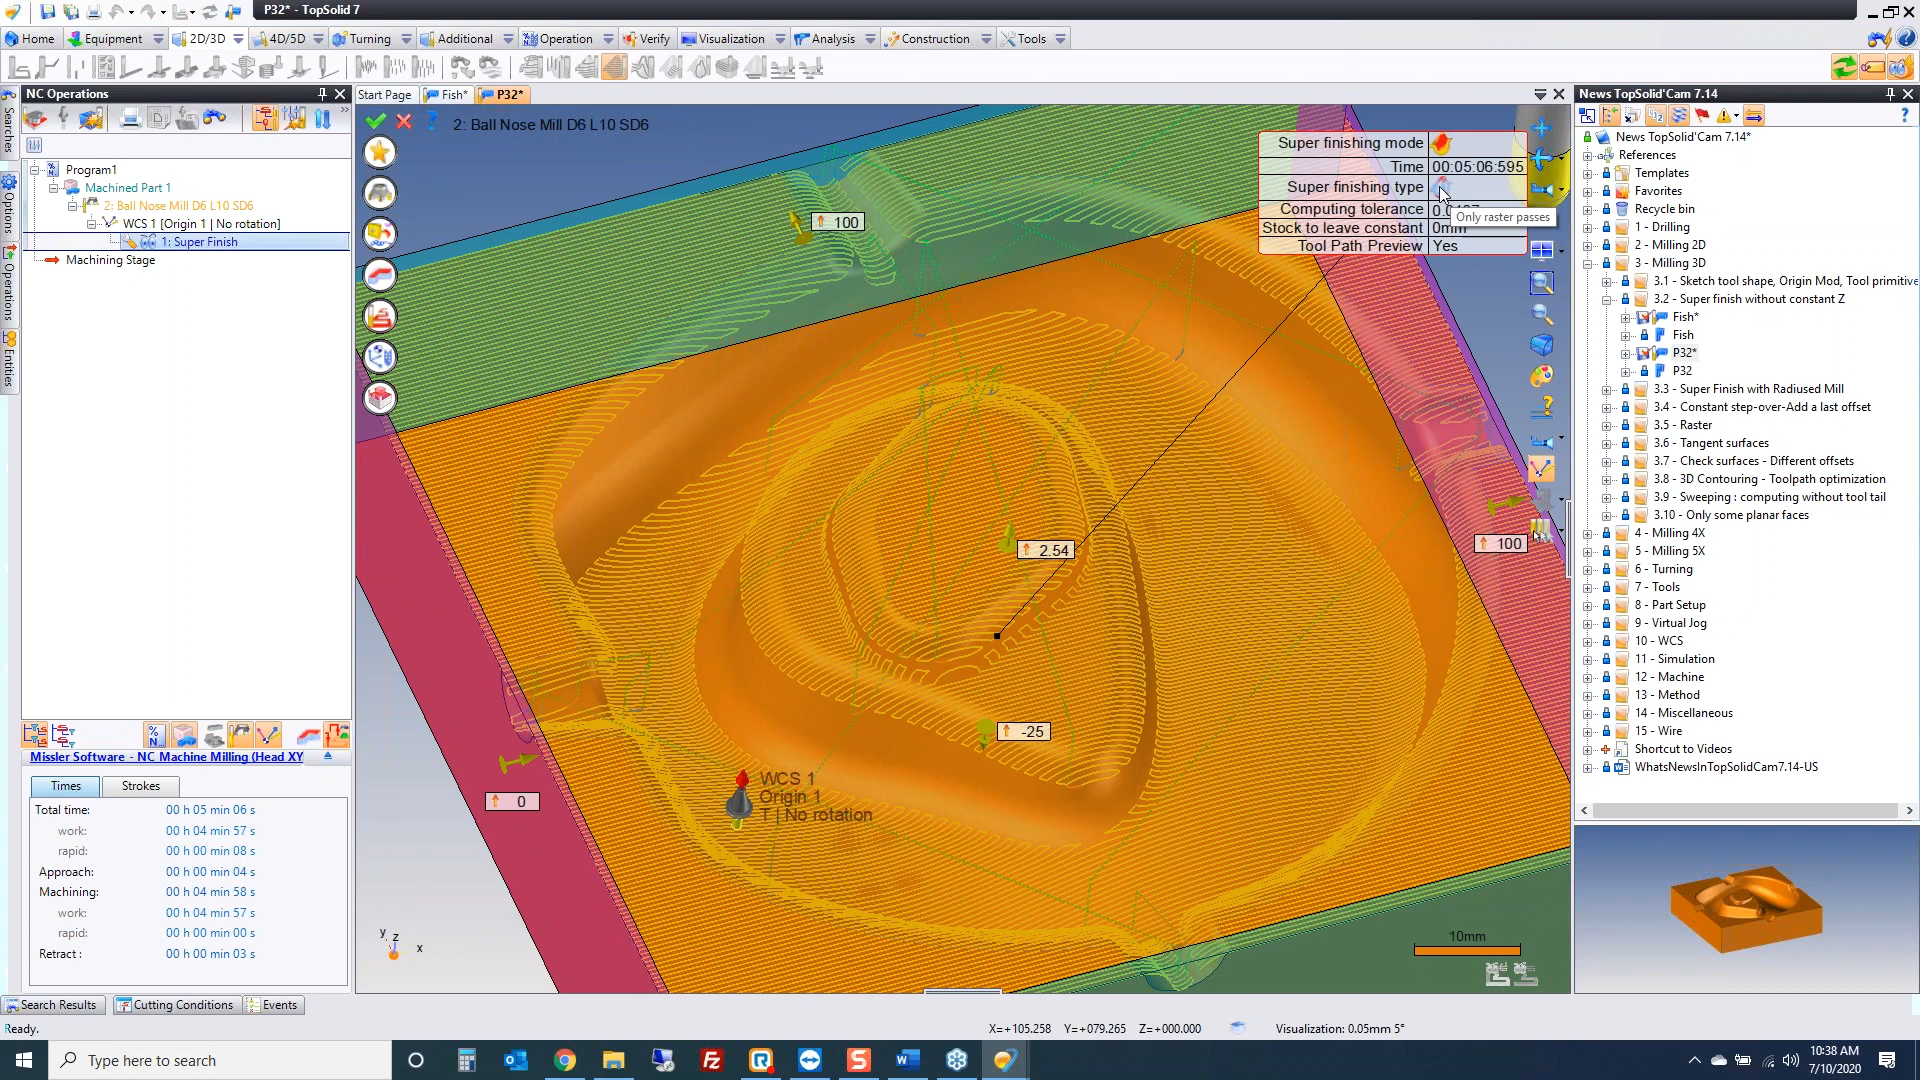 P32* - TopSolid 7
Home
Equipment
2D/3D
4D/5D
Turning
Additional
Operation
Verify
Visualization
Analysis
Construction
Tools
NC Operations
Start Page
Fish*
P32*
News TopSolid'Cam 7.14
Searches
Options
Operations
Entities
Program1
Machined Part 1
2: Ball Nose Mill D6 L10 SD6
WCS 1 [Origin 1 | No rotation]
1: Super Finish
Machining Stage
2: Ball Nose Mill D6 L10 SD6
Super finishing mode
Time 00:05:06:595
Super finishing type
Computing tolerance
Only raster passes
Stock to leave constant 0mm
Tool Path Preview Yes
100
2.54
100
-25
0
WCS 1
Origin 1
T | No rotation
10mm
y z x
News TopSolid'Cam 7.14*
References
Templates
Favorites
Recycle bin
1 - Drilling
2 - Milling 2D
3 - Milling 3D
3.1 - Sketch tool shape, Origin Mod, Tool primitive
3.2 - Super finish without constant Z
Fish*
Fish
P32*
P32
3.3 - Super Finish with Radiused Mill
3.4 - Constant step-over-Add a last offset
3.5 - Raster
3.6 - Tangent surfaces
3.7 - Check surfaces - Different offsets
3.8 - 3D Contouring - Toolpath optimization
3.9 - Sweeping : computing without tool tail
3.10 - Only some planar faces
4 - Milling 4X
5 - Milling 5X
6 - Turning
7 - Tools
8 - Part Setup
9 - Virtual Jog
10 - WCS
11 - Simulation
12 - Machine
13 - Method
14 - Miscellaneous
15 - Wire
Shortcut to Videos
WhatsNewsInTopSolidCam7.14-US
Missler Software - NC Machine Milling (Head XY
Times
Strokes
Total time: 00 h 05 min 06 s
work: 00 h 04 min 57 s
rapid: 00 h 00 min 08 s
Approach: 00 h 00 min 04 s
Machining: 00 h 04 min 58 s
work: 00 h 04 min 57 s
rapid: 00 h 00 min 00 s
Retract : 00 h 00 min 03 s
Search Results
Cutting Conditions
Events
Ready.
X=+105.258 Y=+079.265 Z=+000.000
Visualization: 0.05mm 5°
Type here to search
10:38 AM
7/10/2020